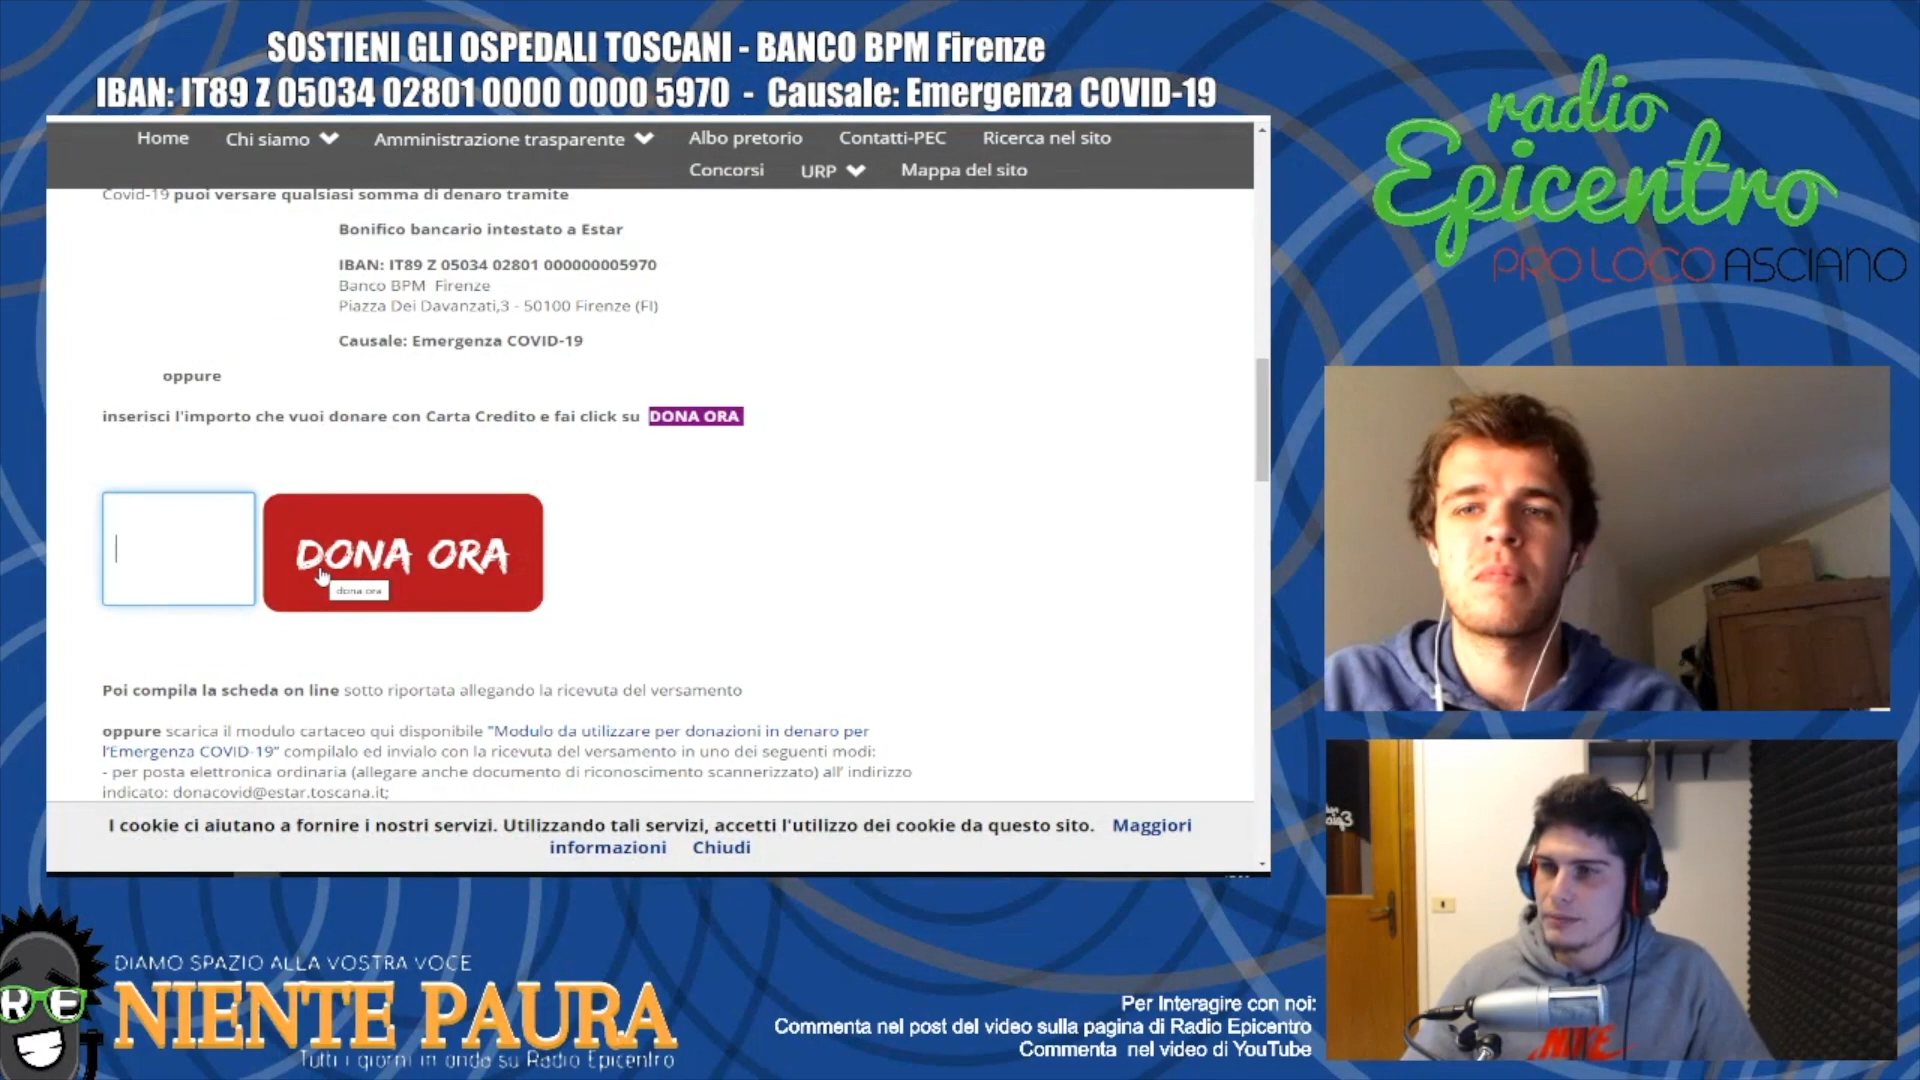 SOSTIENI GLI OSPEDALI TOSCANI - BANCO BPM Firenze
IBAN: IT89 Z 05034 02801 0000 0000 5970 - Causale: Emergenza COVID-19
radio
Epicentro
PRO LOCO ASCIANO
Home Chi siamo Amministrazione trasparente Albo pretorio Contatti-PEC Ricerca nel sito
Concorsi URP Mappa del sito
Covid-19 puoi versare qualsiasi somma di denaro tramite
Bonifico bancario intestato a Estar
IBAN: IT89 Z 05034 02801 000000005970
Banco BPM Firenze
Piazza Dei Davanzati,3 - 50100 Firenze (FI)
Causale: Emergenza COVID-19
oppure
inserisci l'importo che vuoi donare con Carta Credito e fai click su DONA ORA
DONA ORA
dona ora
Poi compila la scheda on line sotto riportata allegando la ricevuta del versamento
oppure scarica il modulo cartaceo qui disponibile "Modulo da utilizzare per donazioni in denaro per
l'Emergenza COVID-19" compilalo ed invialo con la ricevuta del versamento in uno dei seguenti modi:
- per posta elettronica ordinaria (allegare anche documento di riconoscimento scannerizzato) all' indirizzo
indicato: donacovid@estar.toscana.it;
I cookie ci aiutano a fornire i nostri servizi. Utilizzando tali servizi, accetti l'utilizzo dei cookie da questo sito. Maggiori
informazioni Chiudi
RE
DIAMO SPAZIO ALLA VOSTRA VOCE
NIENTE PAURA
Tutti i giorni in onda su Radio Epicentro
Per Interagire con noi:
Commenta nel post del video sulla pagina di Radio Epicentro
Commenta nel video di YouTube